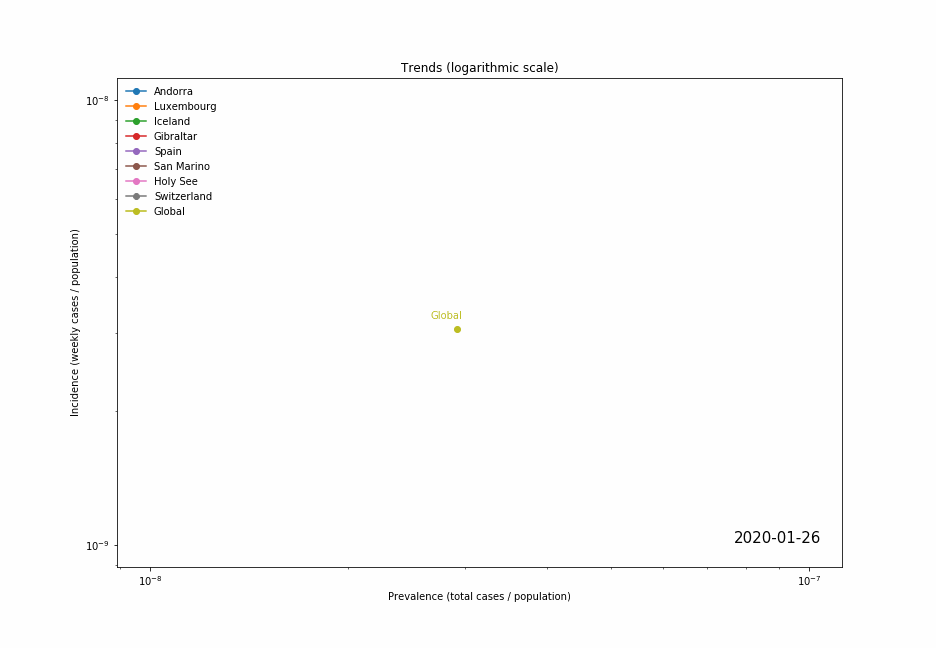 Trends (logarithmic scale)
10⁻⁸
Andorra
Luxembourg
Iceland
Gibraltar
Spain
San Marino
Holy See
Switzerland
Global
Incidence (weekly cases / population)
Global
10⁻⁹
2020-01-26
10⁻⁸
10⁻⁷
Prevalence (total cases / population)